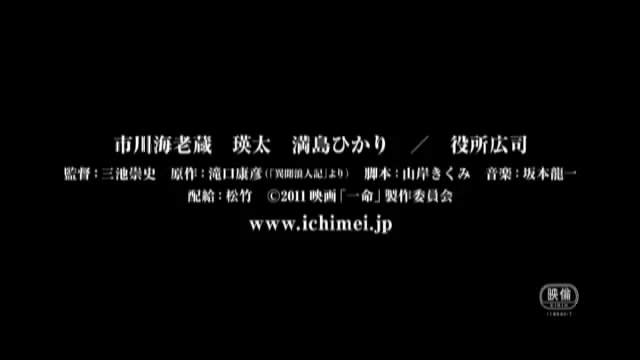 市川海老蔵　瑛太　満島ひかり　／　役所広司
監督：三池崇史　原作：滝口康彦（「異聞浪人記」より）　脚本：山岸きくみ　音楽：坂本龍一
配給：松竹　©2011 映画「一命」製作委員会
www.ichimei.jp
映倫
EIRIN